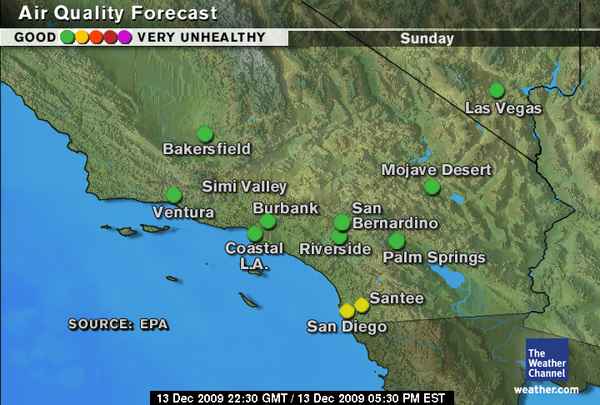 Air Quality Forecast
GOOD VERY UNHEALTHY
Sunday
Las Vegas
Bakersfield
Mojave Desert
Simi Valley
Ventura
Burbank
San
Bernardino
Coastal
L.A.
Riverside
Palm Springs
Santee
San Diego
SOURCE: EPA
The
Weather
Channel
weather.com
13 Dec 2009 22:30 GMT / 13 Dec 2009 05:30 PM EST